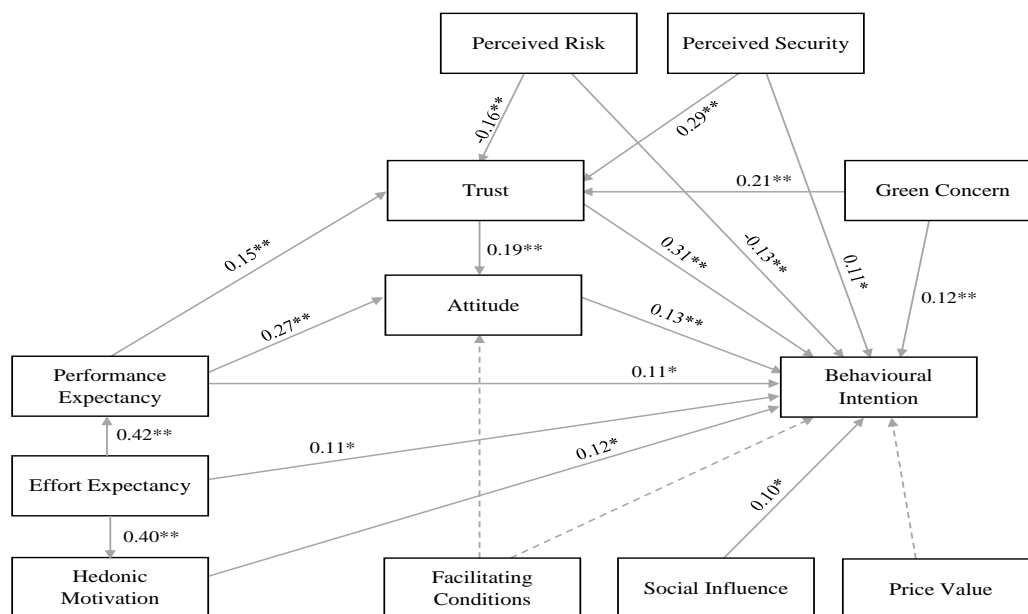 Perceived Risk
Perceived Security
-0.16**
0.29**
Trust
0.21**
Green Concern
0.15**
0.19**
0.31**
-0.13**
0.11*
0.12**
Attitude
0.27**
0.13**
Performance
Expectancy
0.11*
Behavioural
Intention
0.42**
Effort Expectancy
0.11*
0.12*
0.40**
0.10*
Hedonic
Motivation
Facilitating
Conditions
Social Influence
Price Value